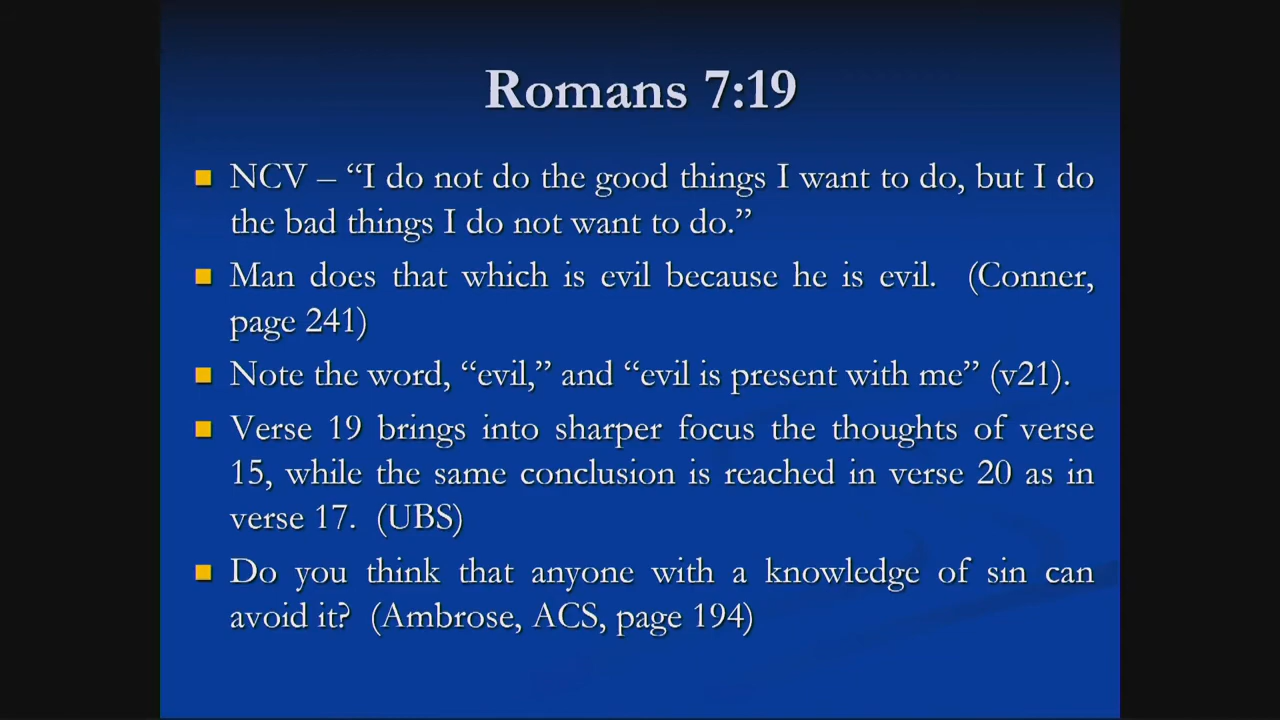 Romans 7:19
NCV – “I do not do the good things I want to do, but I do
the bad things I do not want to do.”
Man does that which is evil because he is evil. (Conner,
page 241)
Note the word, “evil,” and “evil is present with me” (v21).
Verse 19 brings into sharper focus the thoughts of verse
15, while the same conclusion is reached in verse 20 as in
verse 17. (UBS)
Do you think that anyone with a knowledge of sin can
avoid it? (Ambrose, ACS, page 194)